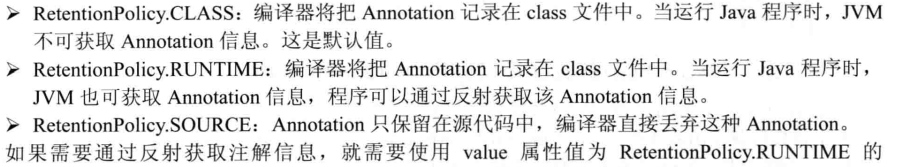 ➢ RetentionPolicy.CLASS：编译器将把 Annotation 记录在 class 文件中。当运行 Java 程序时，JVM
不可获取 Annotation 信息。这是默认值。
➢ RetentionPolicy.RUNTIME：编译器将把 Annotation 记录在 class 文件中。当运行 Java 程序时，
JVM 也可获取 Annotation 信息，程序可以通过反射获取该 Annotation 信息。
➢ RetentionPolicy.SOURCE：Annotation 只保留在源代码中，编译器直接丢弃这种 Annotation。
如果需要通过反射获取注解信息，就需要使用 value 属性值为 RetentionPolicy.RUNTIME 的